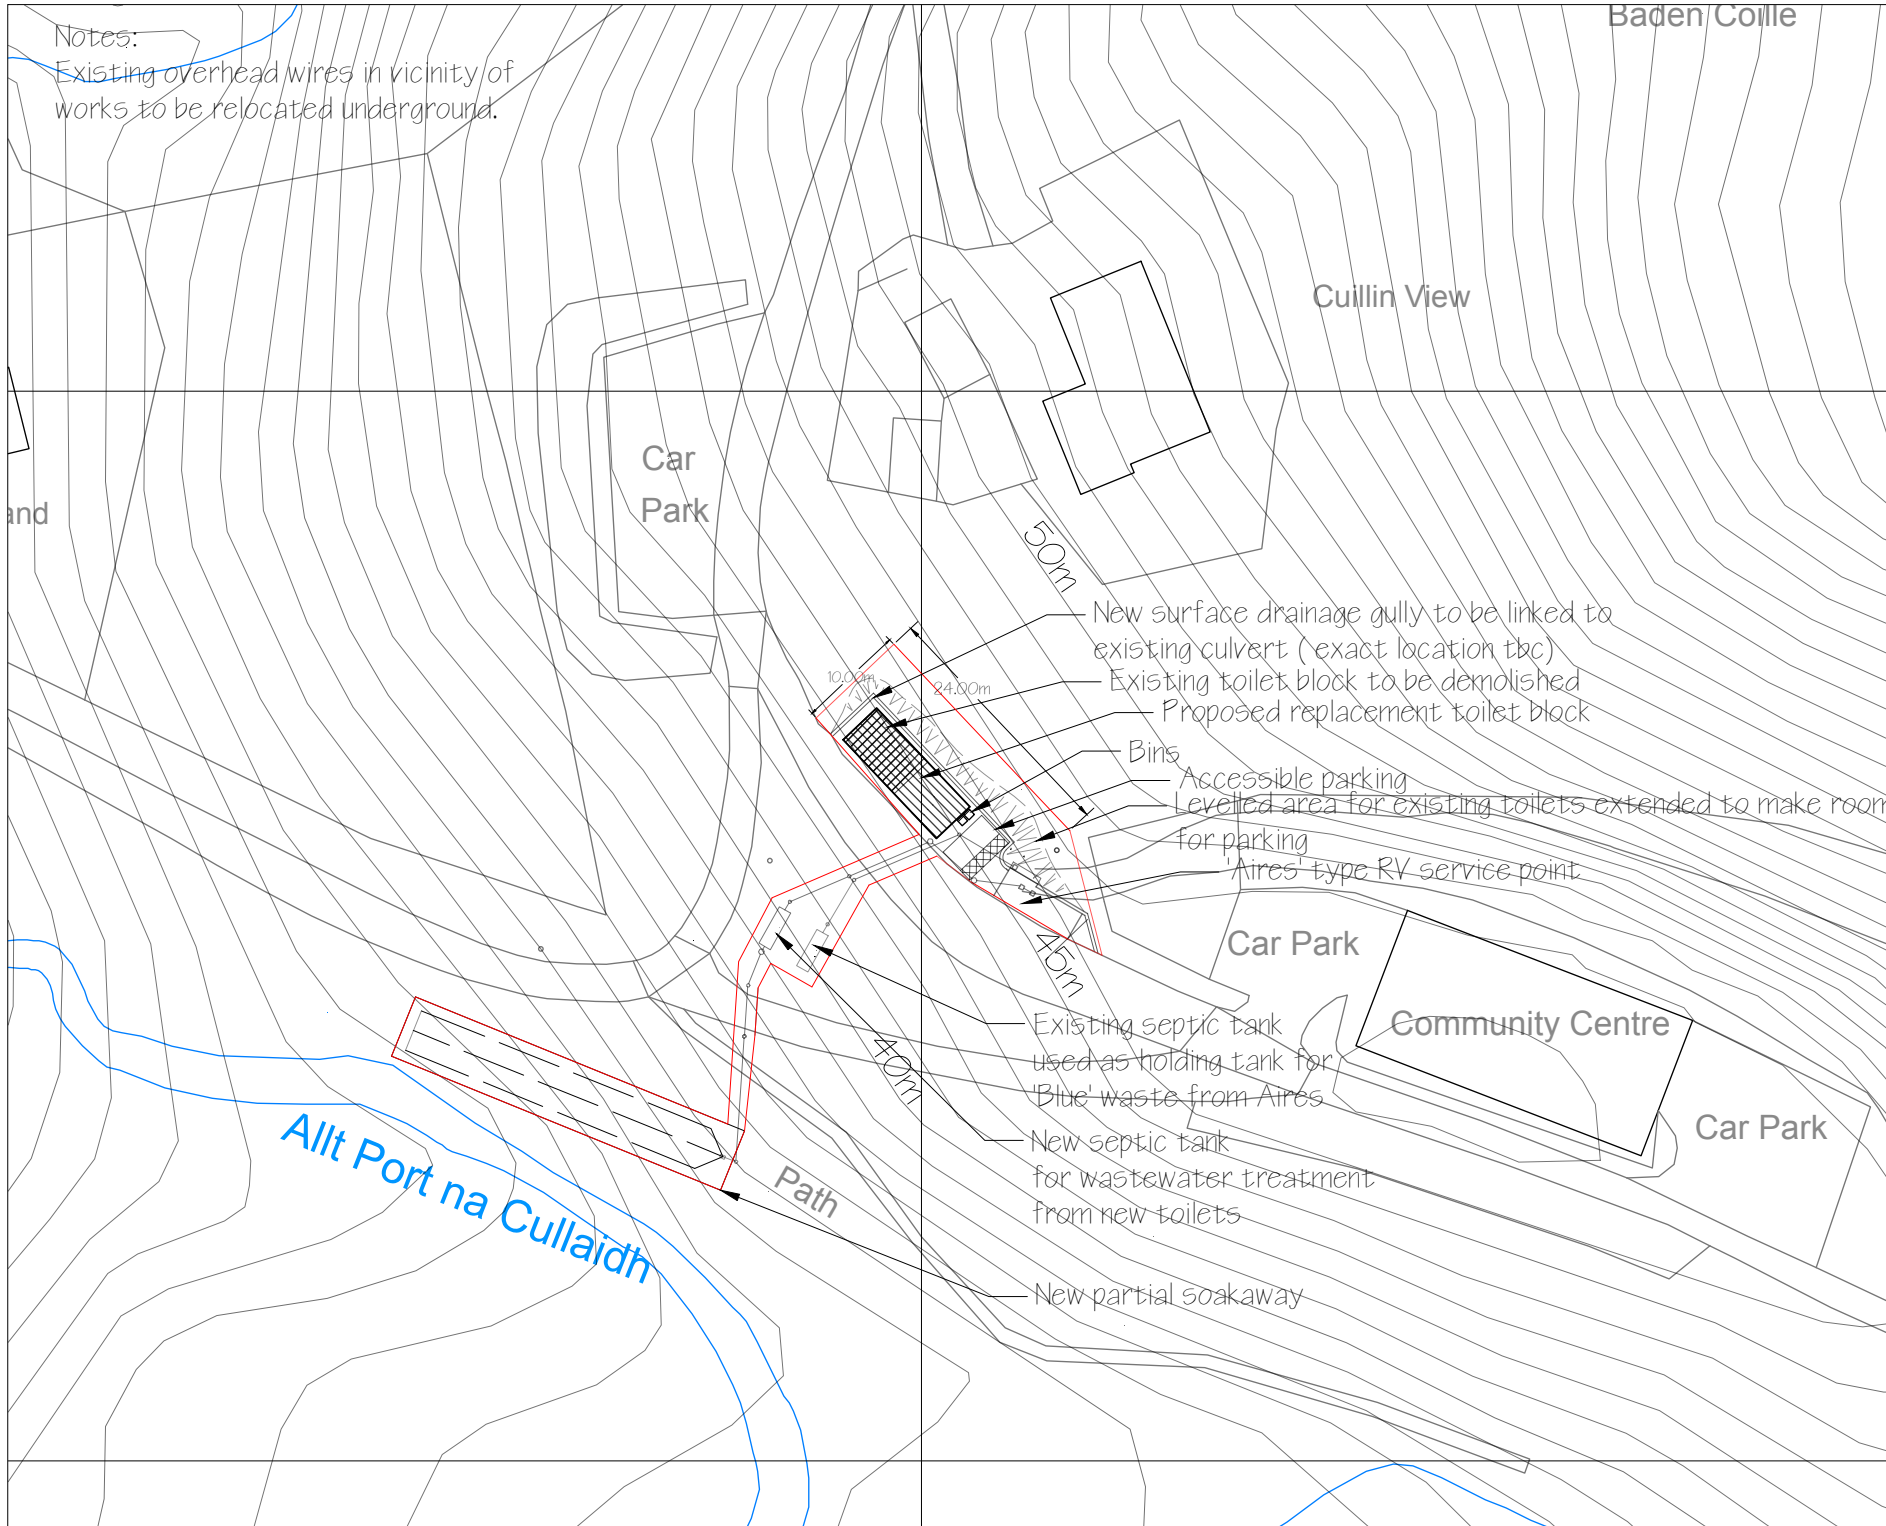 Notes:
Existing overhead wires in vicinity of
works to be relocated underground.
Baden Coille
Cuillin View
Car
Park
and
50m
New surface drainage gully to be linked to
existing culvert ( exact location tbc)
10.00m
24.00m
Existing toilet block to be demolished
Proposed replacement toilet block
Bins
Accessible parking
Levelled area for existing toilets extended to make room
for parking
'Aires' type RV service point
Car Park
45m
Community Centre
Existing septic tank
used as holding tank for
'Blue' waste from Aires
40m
Car Park
New septic tank
for wastewater treatment
from new toilets
Allt Port na Cullaidh
Path
New partial soakaway